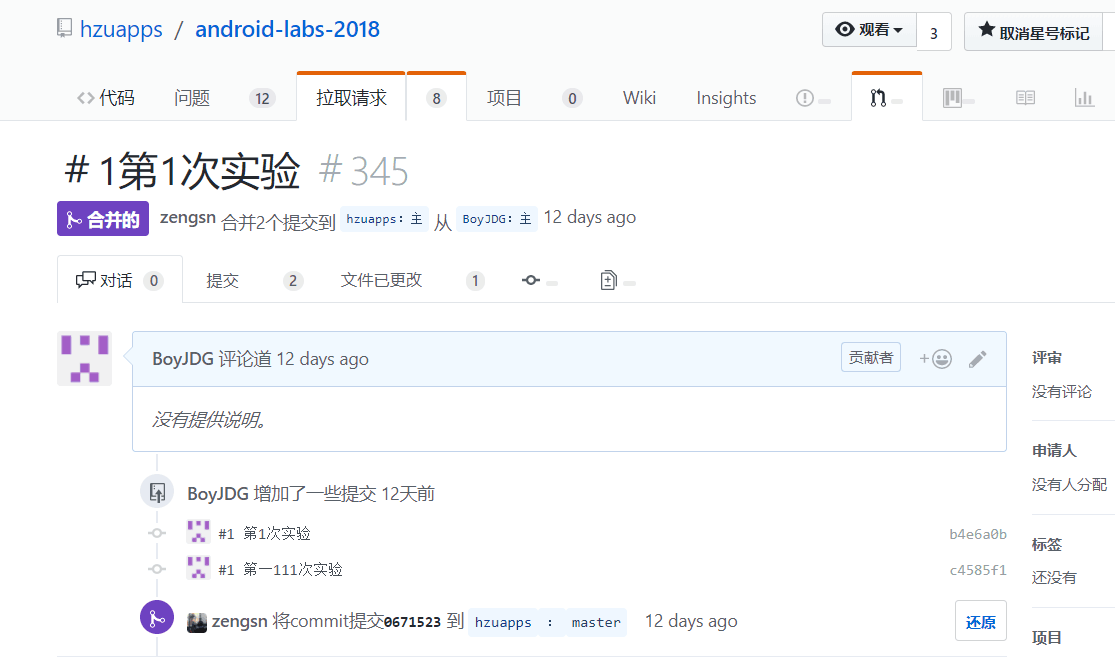 hzuapps / android-labs-2018
观看 3
取消星号标记
代码 问题 12 拉取请求 8 项目 0 Wiki Insights
＃1第1次实验 ＃345
合并的 zengsn 合并2个提交到 hzuapps：主 从 BoyJDG：主 12 days ago
对话 0 提交 2 文件已更改 1
BoyJDG 评论道 12 days ago 贡献者
没有提供说明。
评审
没有评论
申请人
没有人分配
BoyJDG 增加了一些提交 12天前
#1 第1次实验 b4e6a0b
#1 第一111次实验 c4585f1
标签
还没有
zengsn 将commit提交0671523 到 hzuapps : master 12 days ago 还原
项目